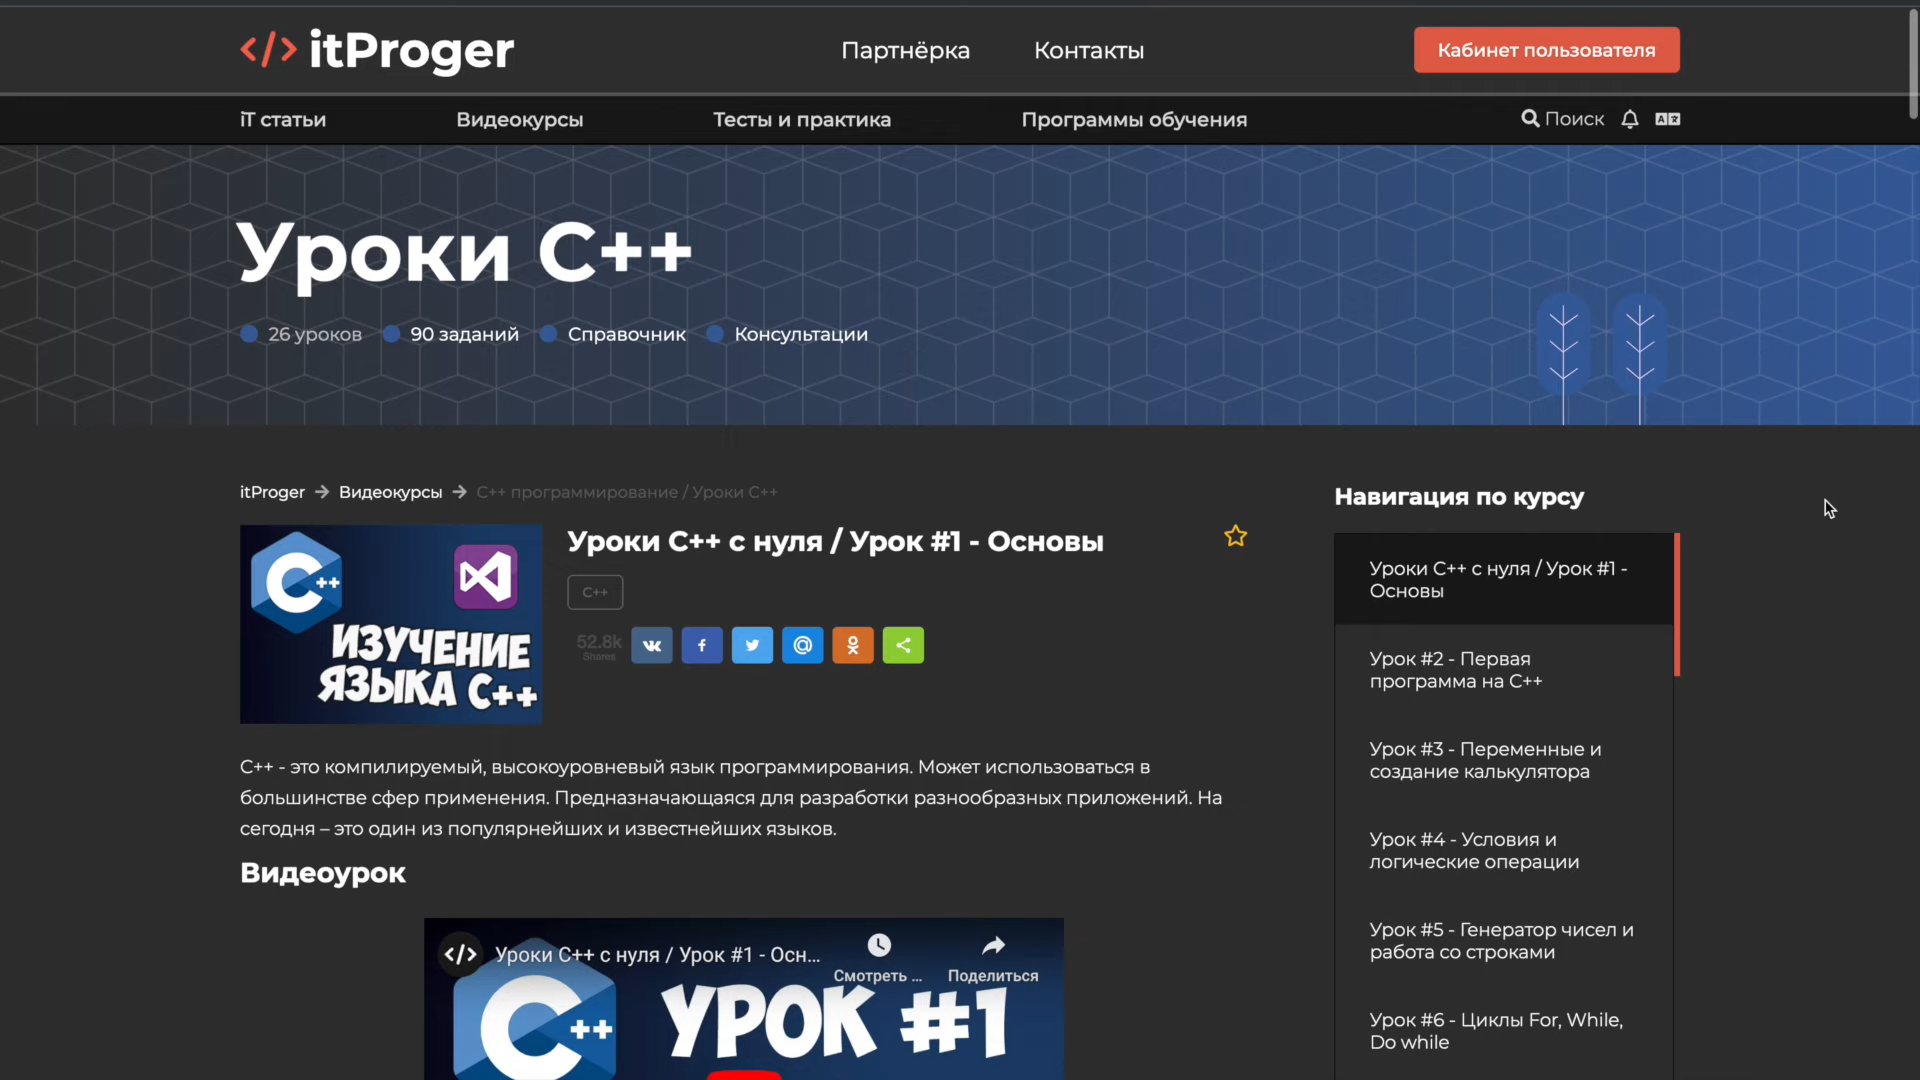 </> itProger
Партнёрка
Контакты
Кабинет пользователя
iT статьи
Видеокурсы
Тесты и практика
Программы обучения
Поиск
Уроки C++
26 уроков
90 заданий
Справочник
Консультации
itProger → Видеокурсы → C++ программирование / Уроки C++
C++
ИЗУЧЕНИЕ
ЯЗЫКА C++
Уроки C++ с нуля / Урок #1 - Основы
C++
52.8k
Shares
C++ - это компилируемый, высокоуровневый язык программирования. Может использоваться в
большинстве сфер применения. Предназначающаяся для разработки разнообразных приложений. На
сегодня – это один из популярнейших и известнейших языков.
Видеоурок
</> Уроки C++ с нуля / Урок #1 - Осн...
Смотреть ...
Поделиться
C++
УРОК #1
Навигация по курсу
Уроки C++ с нуля / Урок #1 -
Основы
Урок #2 - Первая
программа на C++
Урок #3 - Переменные и
создание калькулятора
Урок #4 - Условия и
логические операции
Урок #5 - Генератор чисел и
работа со строками
Урок #6 - Циклы For, While,
Do while